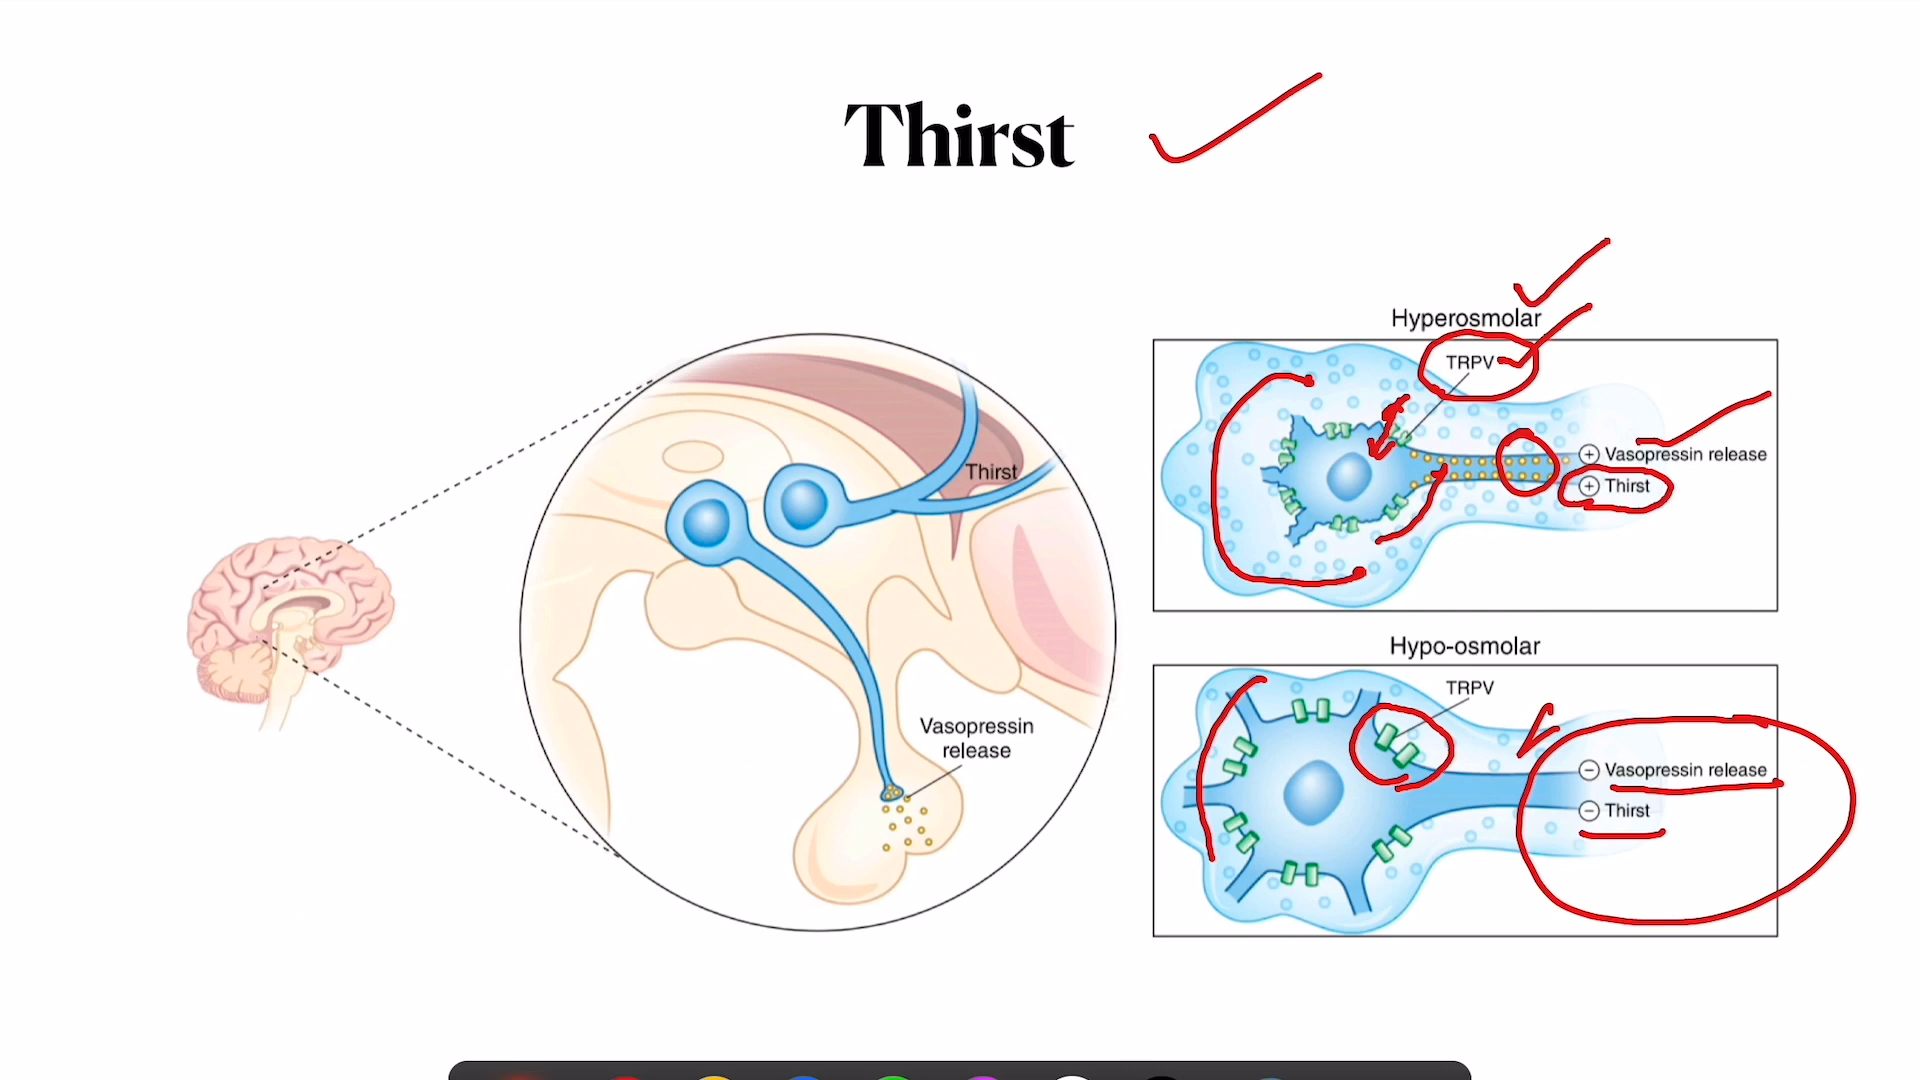 Thirst
Thirst
Vasopressin
release
Hyperosmolar
TRPV
+ Vasopressin release
+ Thirst
Hypo-osmolar
TRPV
− Vasopressin release
− Thirst